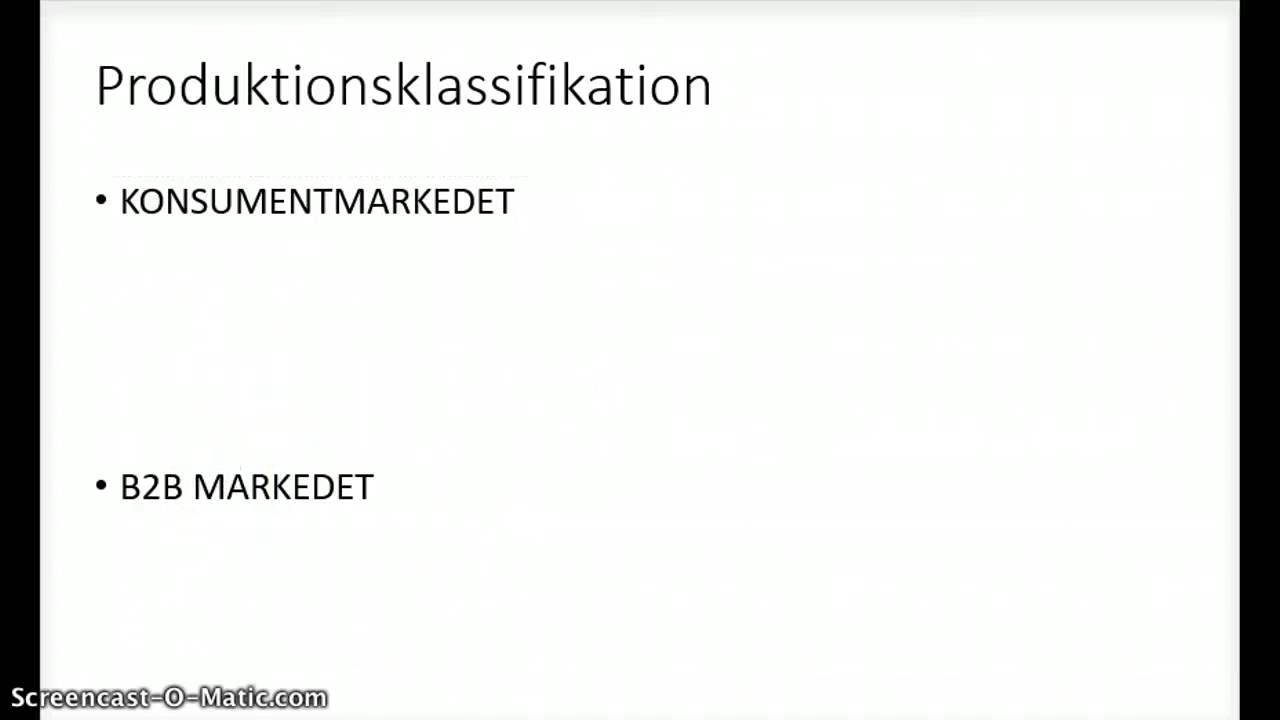 Produktionsklassifikation
• KONSUMENTMARKEDET
• B2B MARKEDET
Screencast-O-Matic.com